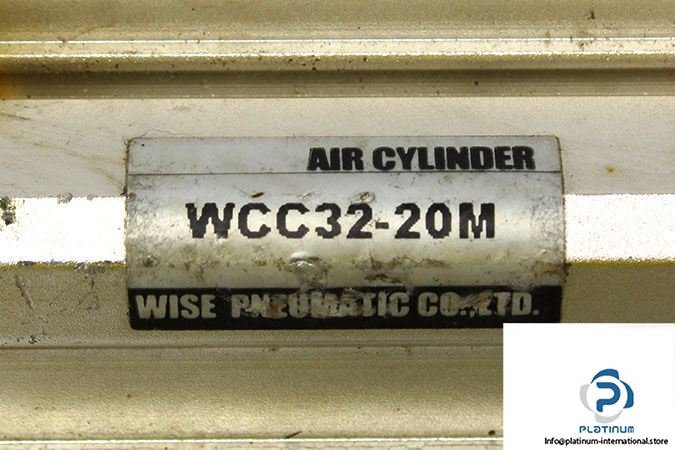 AIR CYLINDER
WCC32-20M
WISE PNEUMATIC CO.,LTD.
PLATINUM
Info@platinum-international.store